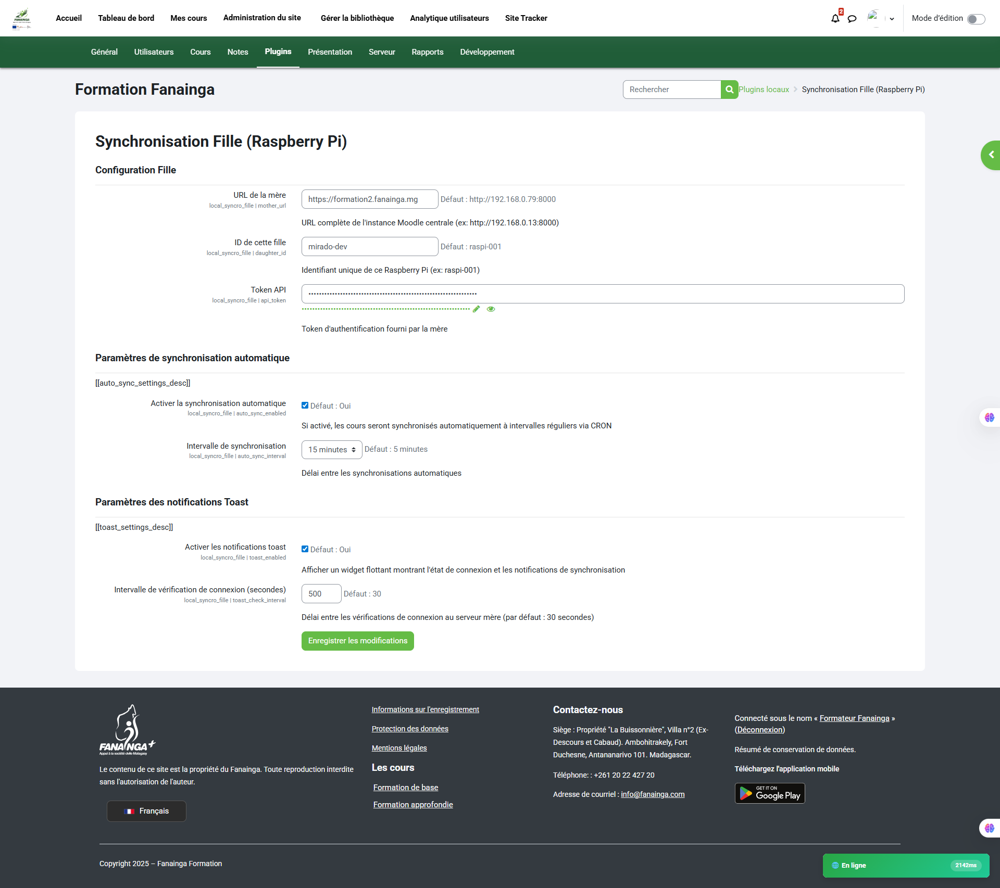 FANAINGA
Accueil
Tableau de bord
Mes cours
Administration du site
Gérer la bibliothèque
Analytique utilisateurs
Site Tracker
2
Mode d'édition
Général
Utilisateurs
Cours
Notes
Plugins
Présentation
Serveur
Rapports
Développement
Formation Fanainga
Rechercher
Plugins locaux
Synchronisation Fille (Raspberry Pi)
Synchronisation Fille (Raspberry Pi)
Configuration Fille
URL de la mère
local_syncro_fille | mother_url
https://formation2.fanainga.mg
Défaut : http://192.168.0.79:8000
URL complète de l'instance Moodle centrale (ex: http://192.168.0.13:8000)
ID de cette fille
local_syncro_fille | daughter_id
mirado-dev
Défaut : raspi-001
Identifiant unique de ce Raspberry Pi (ex: raspi-001)
Token API
local_syncro_fille | api_token
Token d'authentification fourni par la mère
Paramètres de synchronisation automatique
[[auto_sync_settings_desc]]
Activer la synchronisation automatique
local_syncro_fille | auto_sync_enabled
Défaut : Oui
Si activé, les cours seront synchronisés automatiquement à intervalles réguliers via CRON
Intervalle de synchronisation
local_syncro_fille | auto_sync_interval
15 minutes
Défaut : 5 minutes
Délai entre les synchronisations automatiques
Paramètres des notifications Toast
[[toast_settings_desc]]
Activer les notifications toast
local_syncro_fille | toast_enabled
Défaut : Oui
Afficher un widget flottant montrant l'état de connexion et les notifications de synchronisation
Intervalle de vérification de connexion (secondes)
local_syncro_fille | toast_check_interval
500
Défaut : 30
Délai entre les vérifications de connexion au serveur mère (par défaut : 30 secondes)
Enregistrer les modifications
FANAINGA+
Appui à la société civile Malagasy
Le contenu de ce site est la propriété du Fanainga. Toute reproduction interdite
sans l'autorisation de l'auteur.
Français
Informations sur l'enregistrement
Protection des données
Mentions légales
Les cours
Formation de base
Formation approfondie
Contactez-nous
Siège : Propriété "La Buissonnière", Villa n°2 (Ex-
Descours et Cabaud). Ambohitrakely, Fort
Duchesne, Antananarivo 101. Madagascar.
Téléphone: : +261 20 22 427 20
Adresse de courriel : info@fanainga.com
Connecté sous le nom « Formateur Fanainga »
(Déconnexion)
Résumé de conservation de données.
Téléchargez l'application mobile
GET IT ON
Google Play
Copyright 2025 – Fanainga Formation
En ligne
2142ms